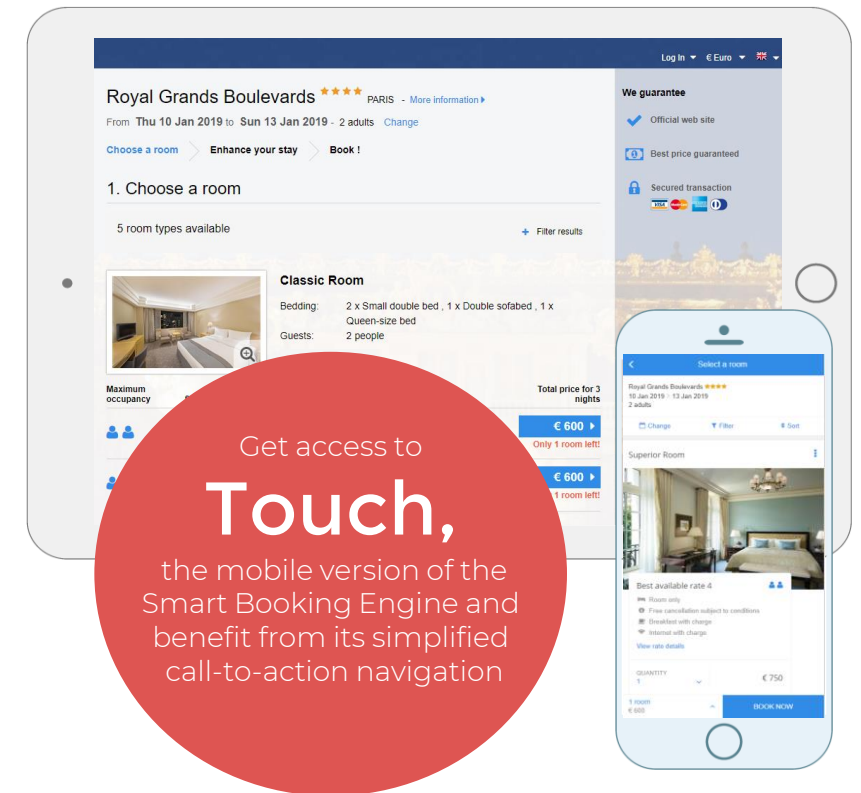 Log In € Euro
Royal Grands Boulevards PARIS - More information
From Thu 10 Jan 2019 to Sun 13 Jan 2019 - 2 adults Change
Choose a room Enhance your stay Book !
1. Choose a room
5 room types available + Filter results
Classic Room
Bedding: 2 x Small double bed , 1 x Double sofabed , 1 x
Queen-size bed
Guests: 2 people
Maximum
occupancy
Total price for 3
nights
€ 600
Only 1 room left!
€ 600
1 room left!
We guarantee
Official web site
Best price guaranteed
Secured transaction
VISA
Get access to
Touch,
the mobile version of the
Smart Booking Engine and
benefit from its simplified
call-to-action navigation
Select a room
Royal Grands Boulevards
10 Jan 2019 - 13 Jan 2019
2 adults
Change Filter Sort
Superior Room
Best available rate 4
Room only
Free cancellation subject to conditions
Breakfast with charge
Internet with charge
View rate details
QUANTITY
1
€ 750
1 room
€ 600
BOOK NOW